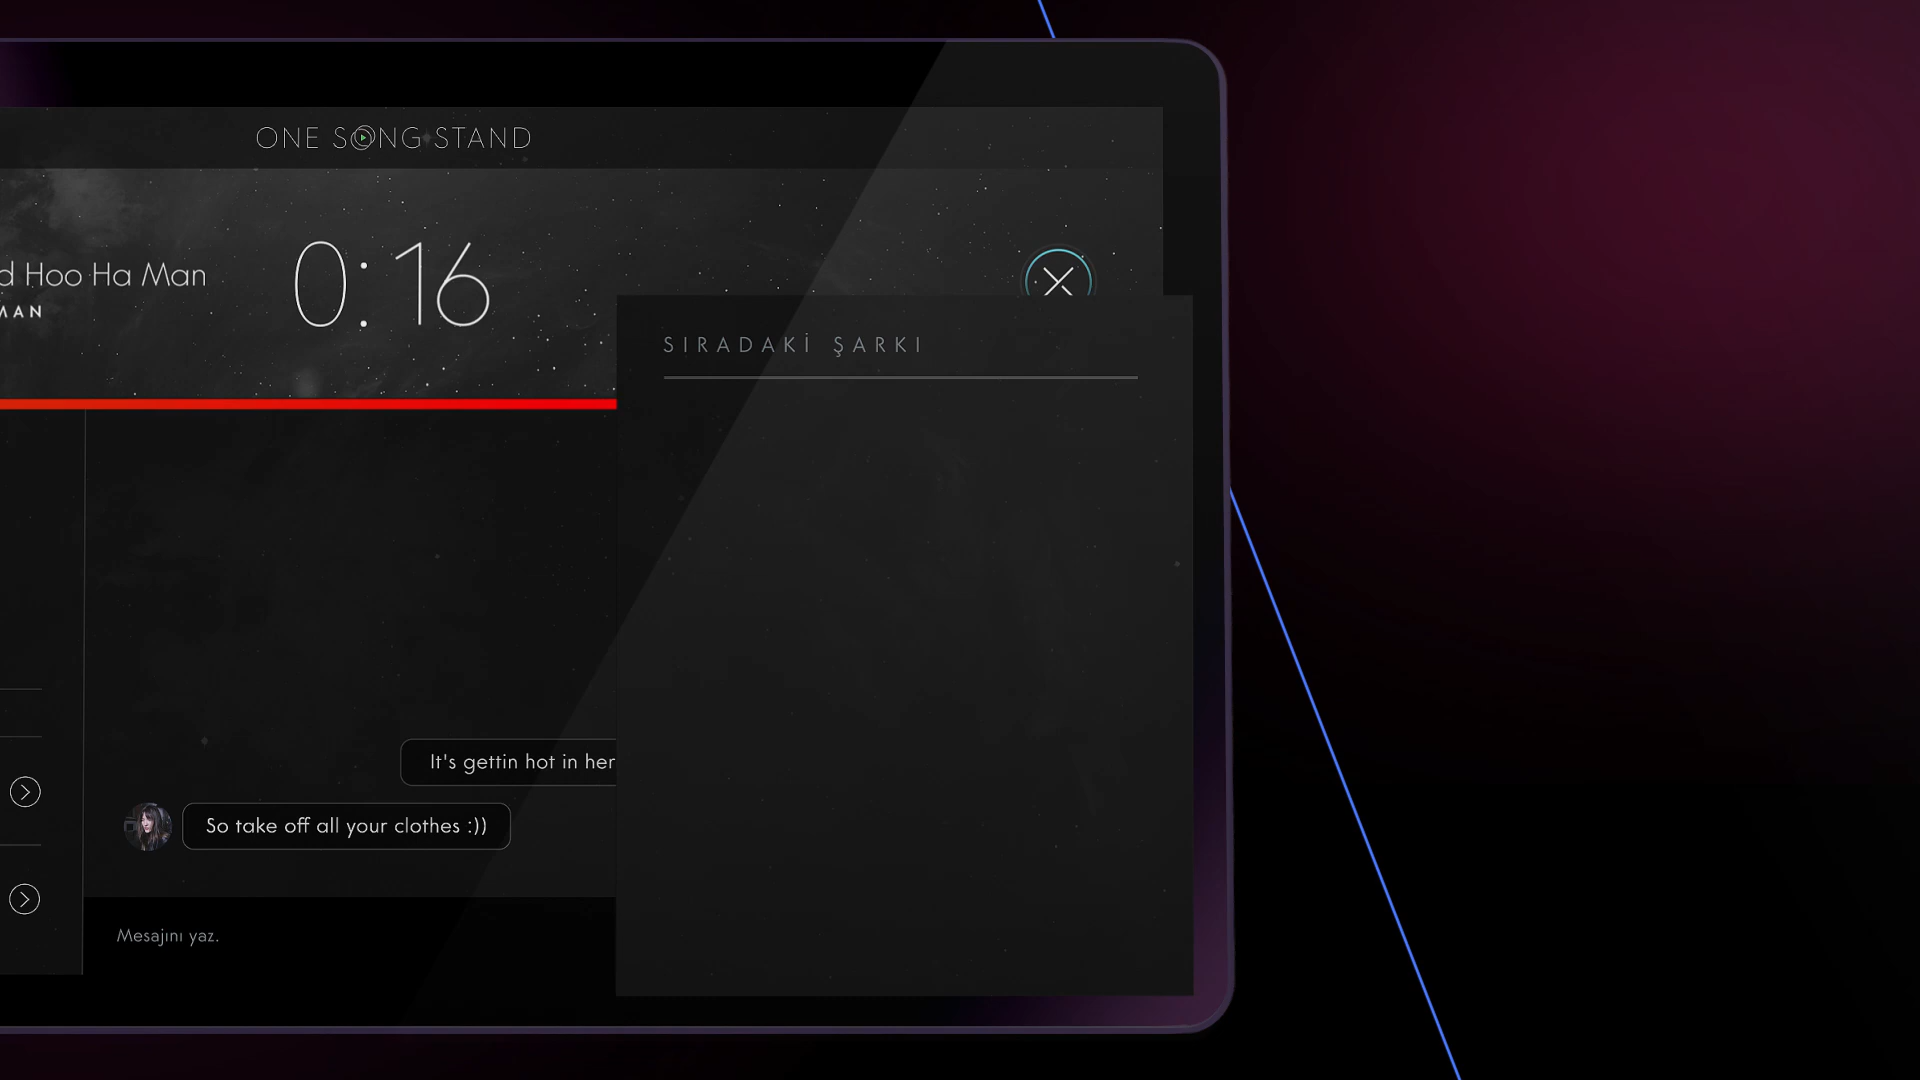 ONE SONG STAND
d Hoo Ha Man
MAN
0:16
SIRADAKİ ŞARKI
It's gettin hot in her
So take off all your clothes :))
Mesajını yaz.